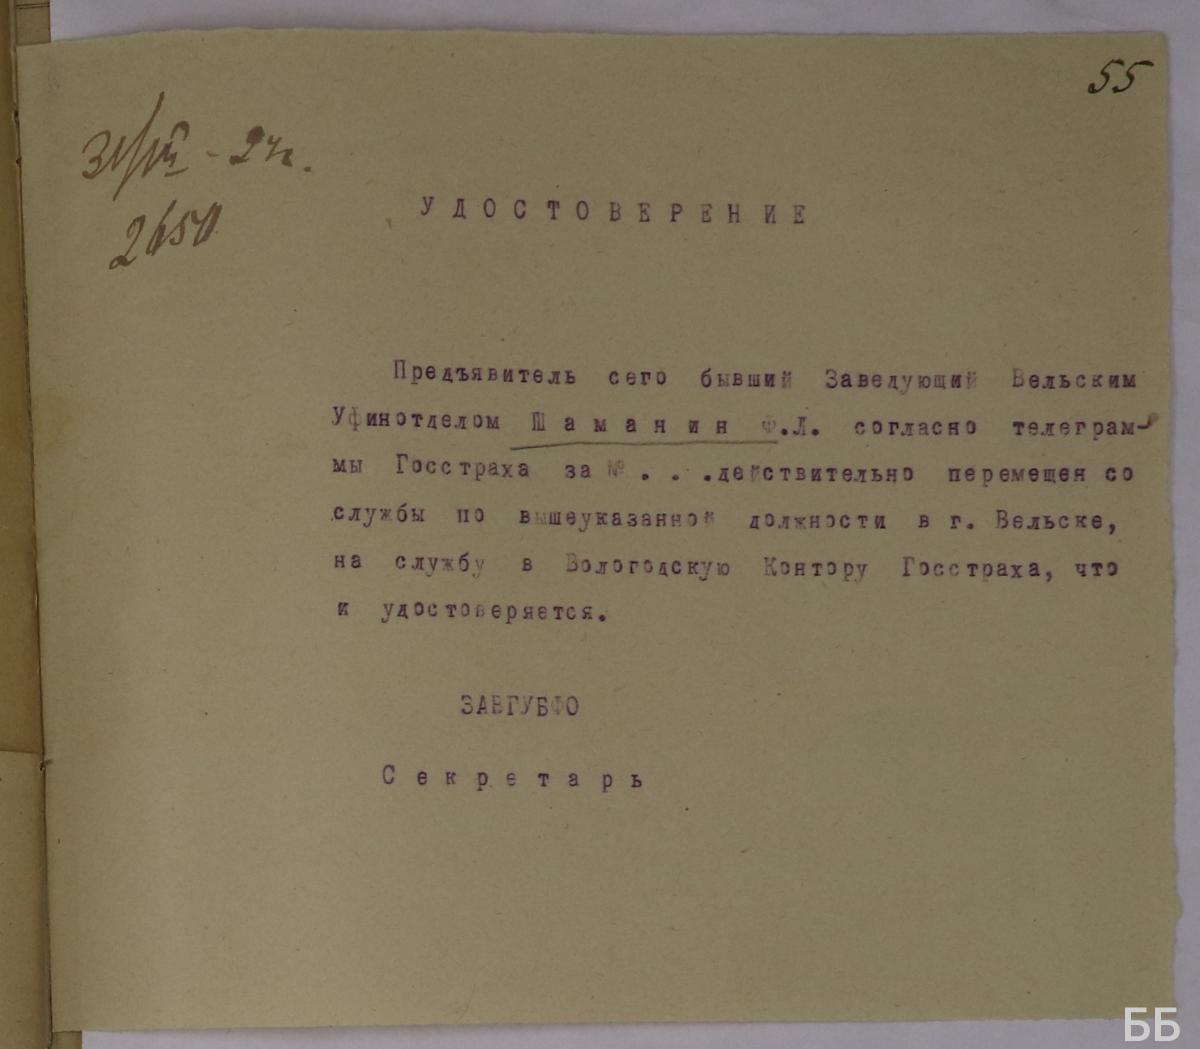 55
31/III - 24г.
2650
УДОСТОВЕРЕНИЕ
Предъявитель сего бывший Заведующий Вельским
Уфинотделом Шаманин Ф.Л. согласно телеграм-
мы Госстраха за № . . .действительно перемещен со
службы по вышеуказанной должности в г. Вельске,
на службу в Вологодскую Контору Госстраха, что
и удостоверяется.
ЗАВГУБФО
Секретарь
ББ